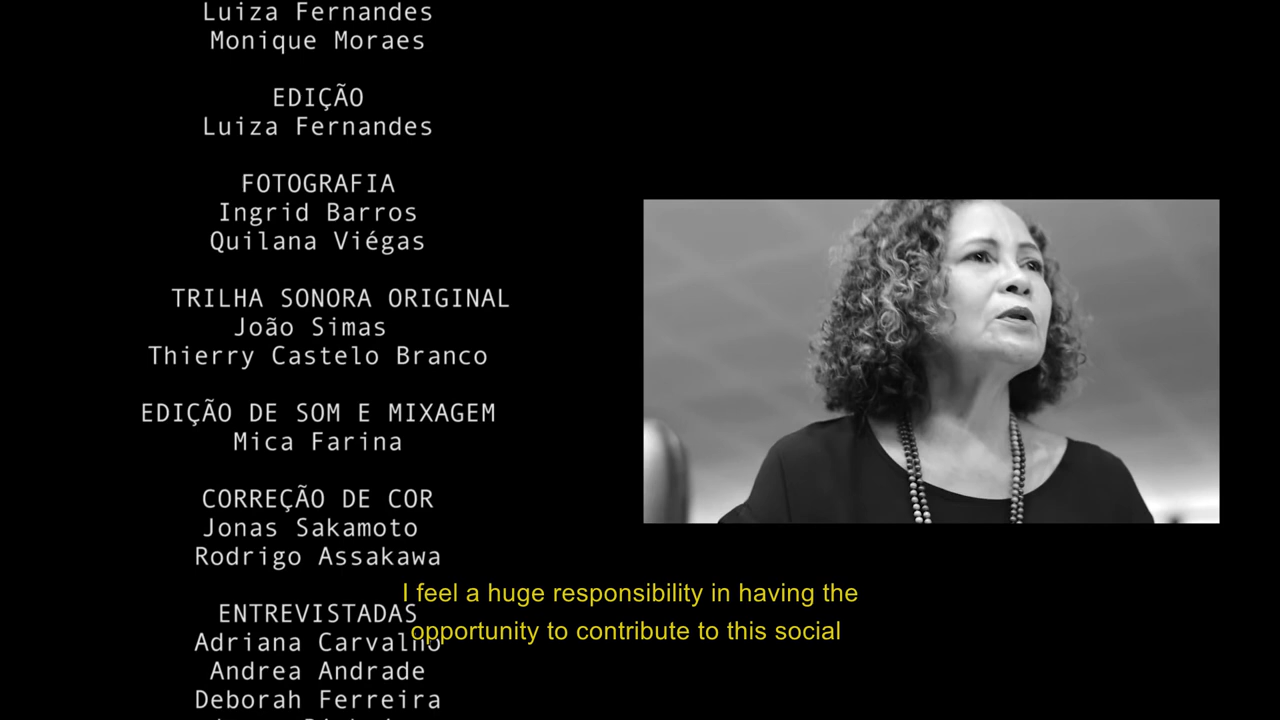 Luiza Fernandes
Monique Moraes
EDIÇÃO
Luiza Fernandes
FOTOGRAFIA
Ingrid Barros
Quilana Viégas
TRILHA SONORA ORIGINAL
João Simas
Thierry Castelo Branco
EDIÇÃO DE SOM E MIXAGEM
Mica Farina
CORREÇÃO DE COR
Jonas Sakamoto
Rodrigo Assakawa
ENTREVISTADAS
Adriana Carvalho
Andrea Andrade
Deborah Ferreira
I feel a huge responsibility in having the
opportunity to contribute to this social